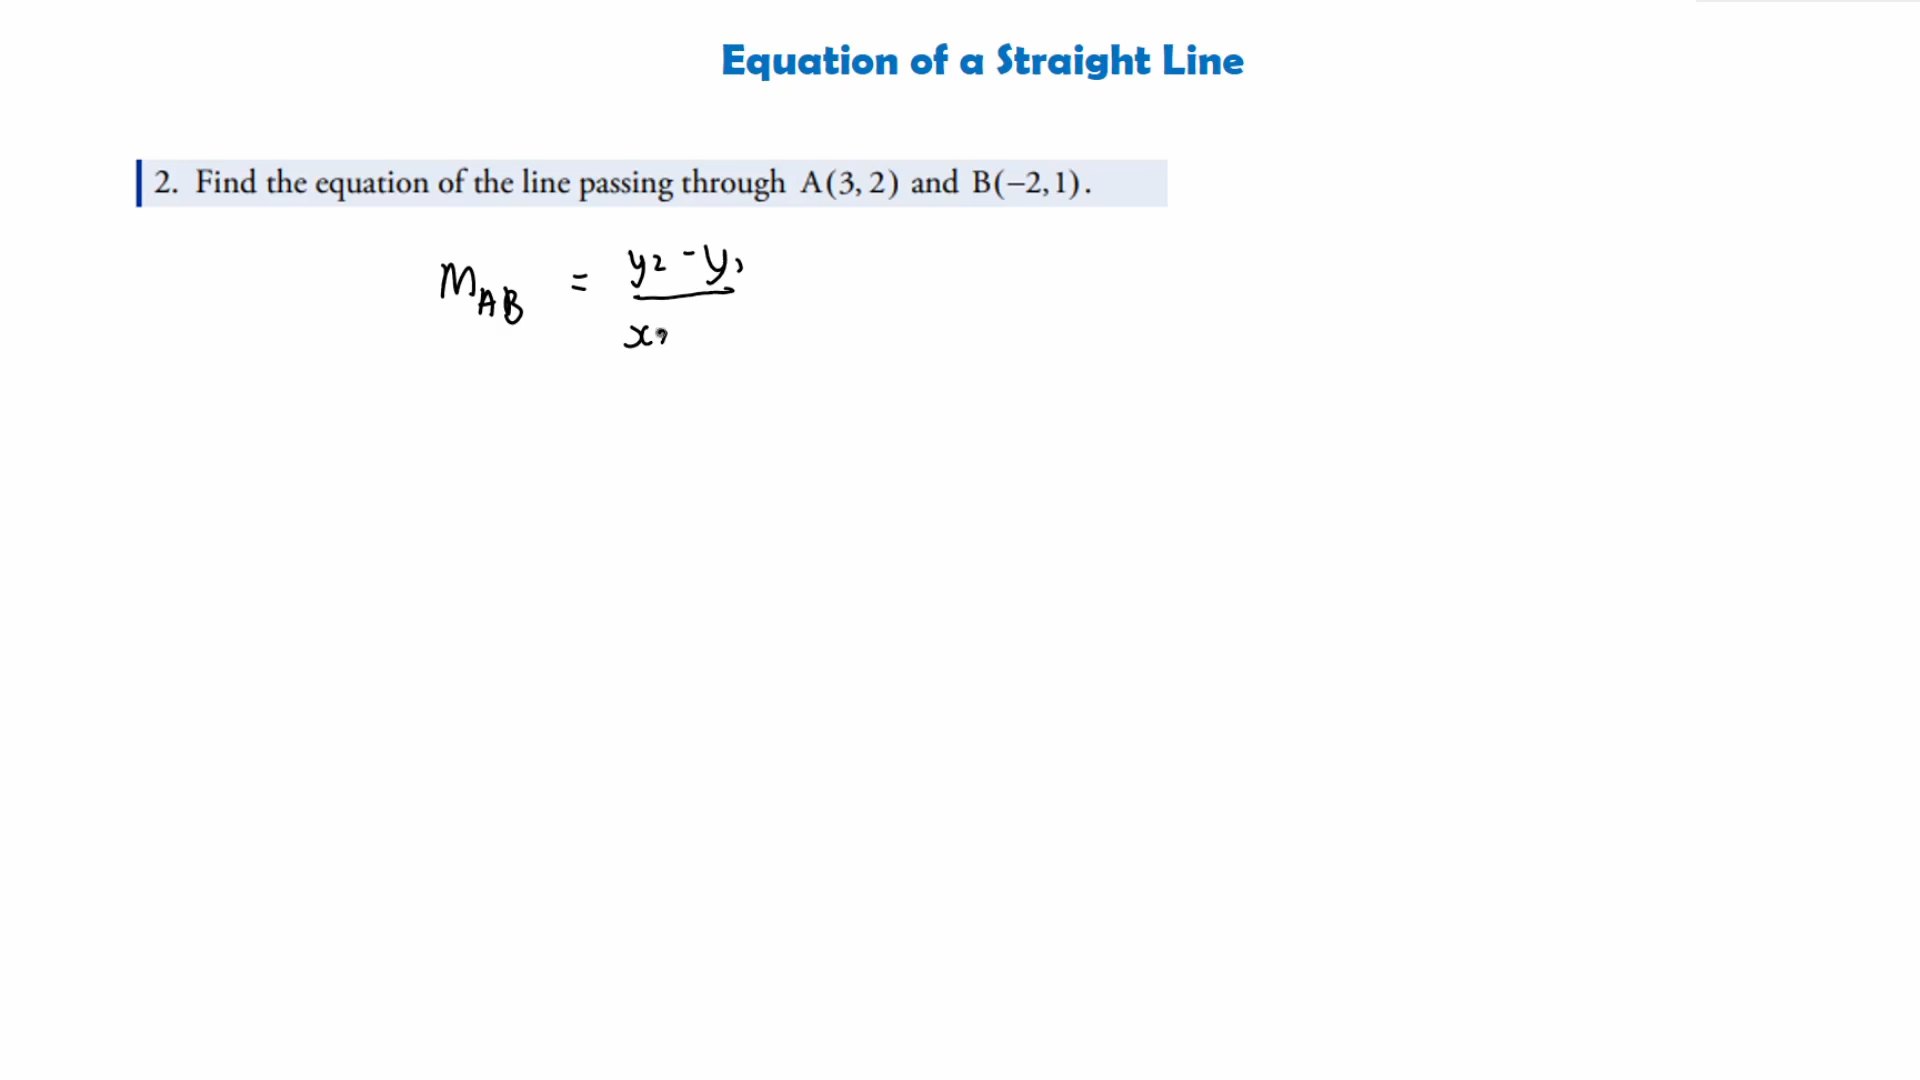 Equation of a Straight Line
2. Find the equation of the line passing through A(3, 2) and B(−2, 1).
M_AB = y2 - y1
x2